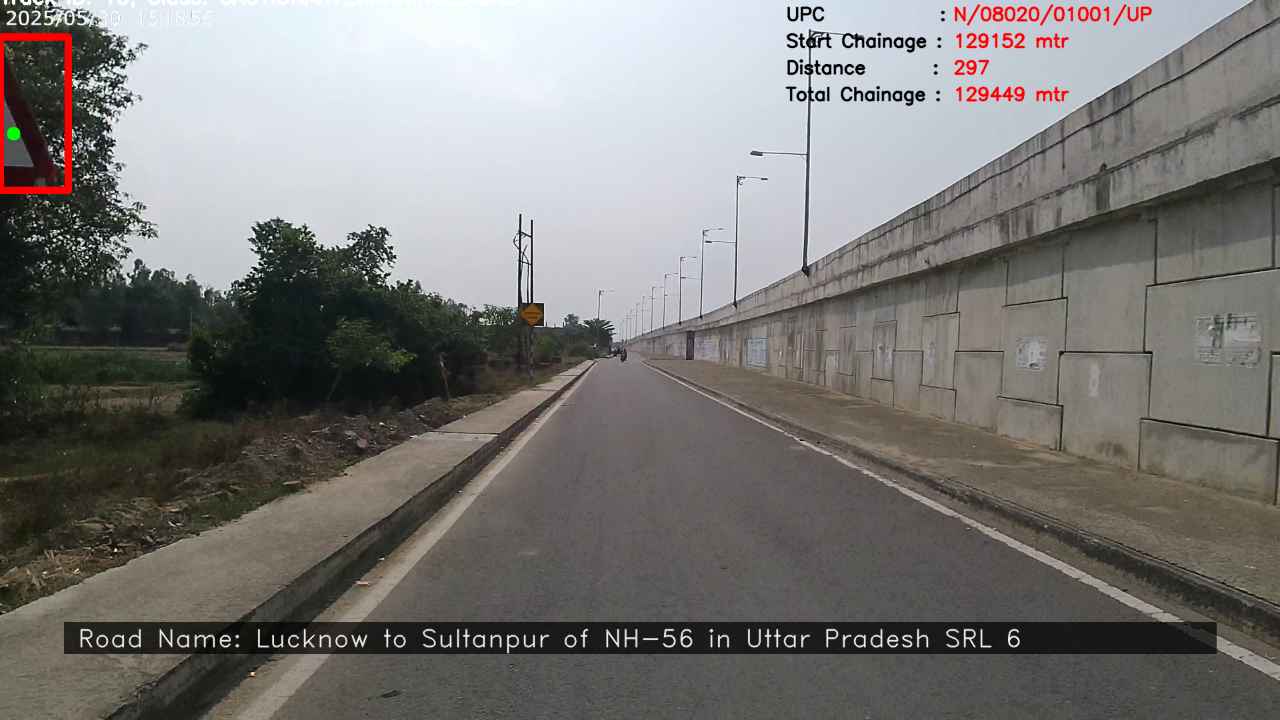 2025/05/30 15:18:55
UPC : N/08020/01001/UP
Start Chainage : 129152 mtr
Distance : 297
Total Chainage : 129449 mtr
Road Name: Lucknow to Sultanpur of NH-56 in Uttar Pradesh SRL 6